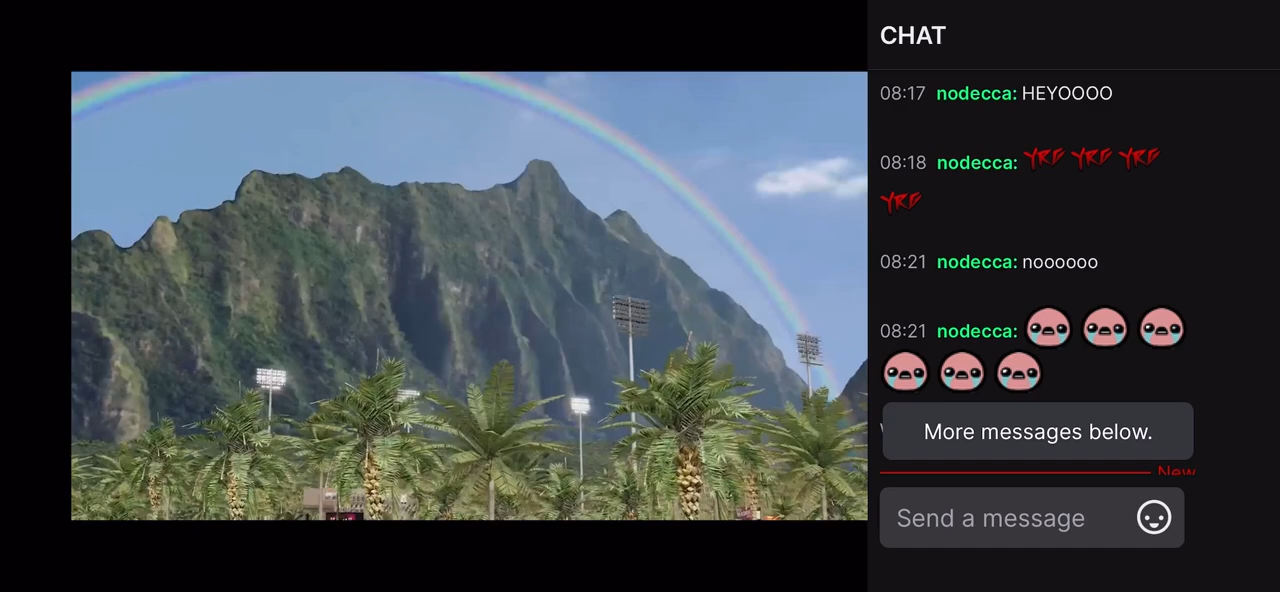 CHAT
08:17 nodecca: HEYOOOO
08:18 nodecca: YRG YRG YRG
YRG
08:21 nodecca: noooooo
08:21 nodecca:
More messages below.
New
Send a message